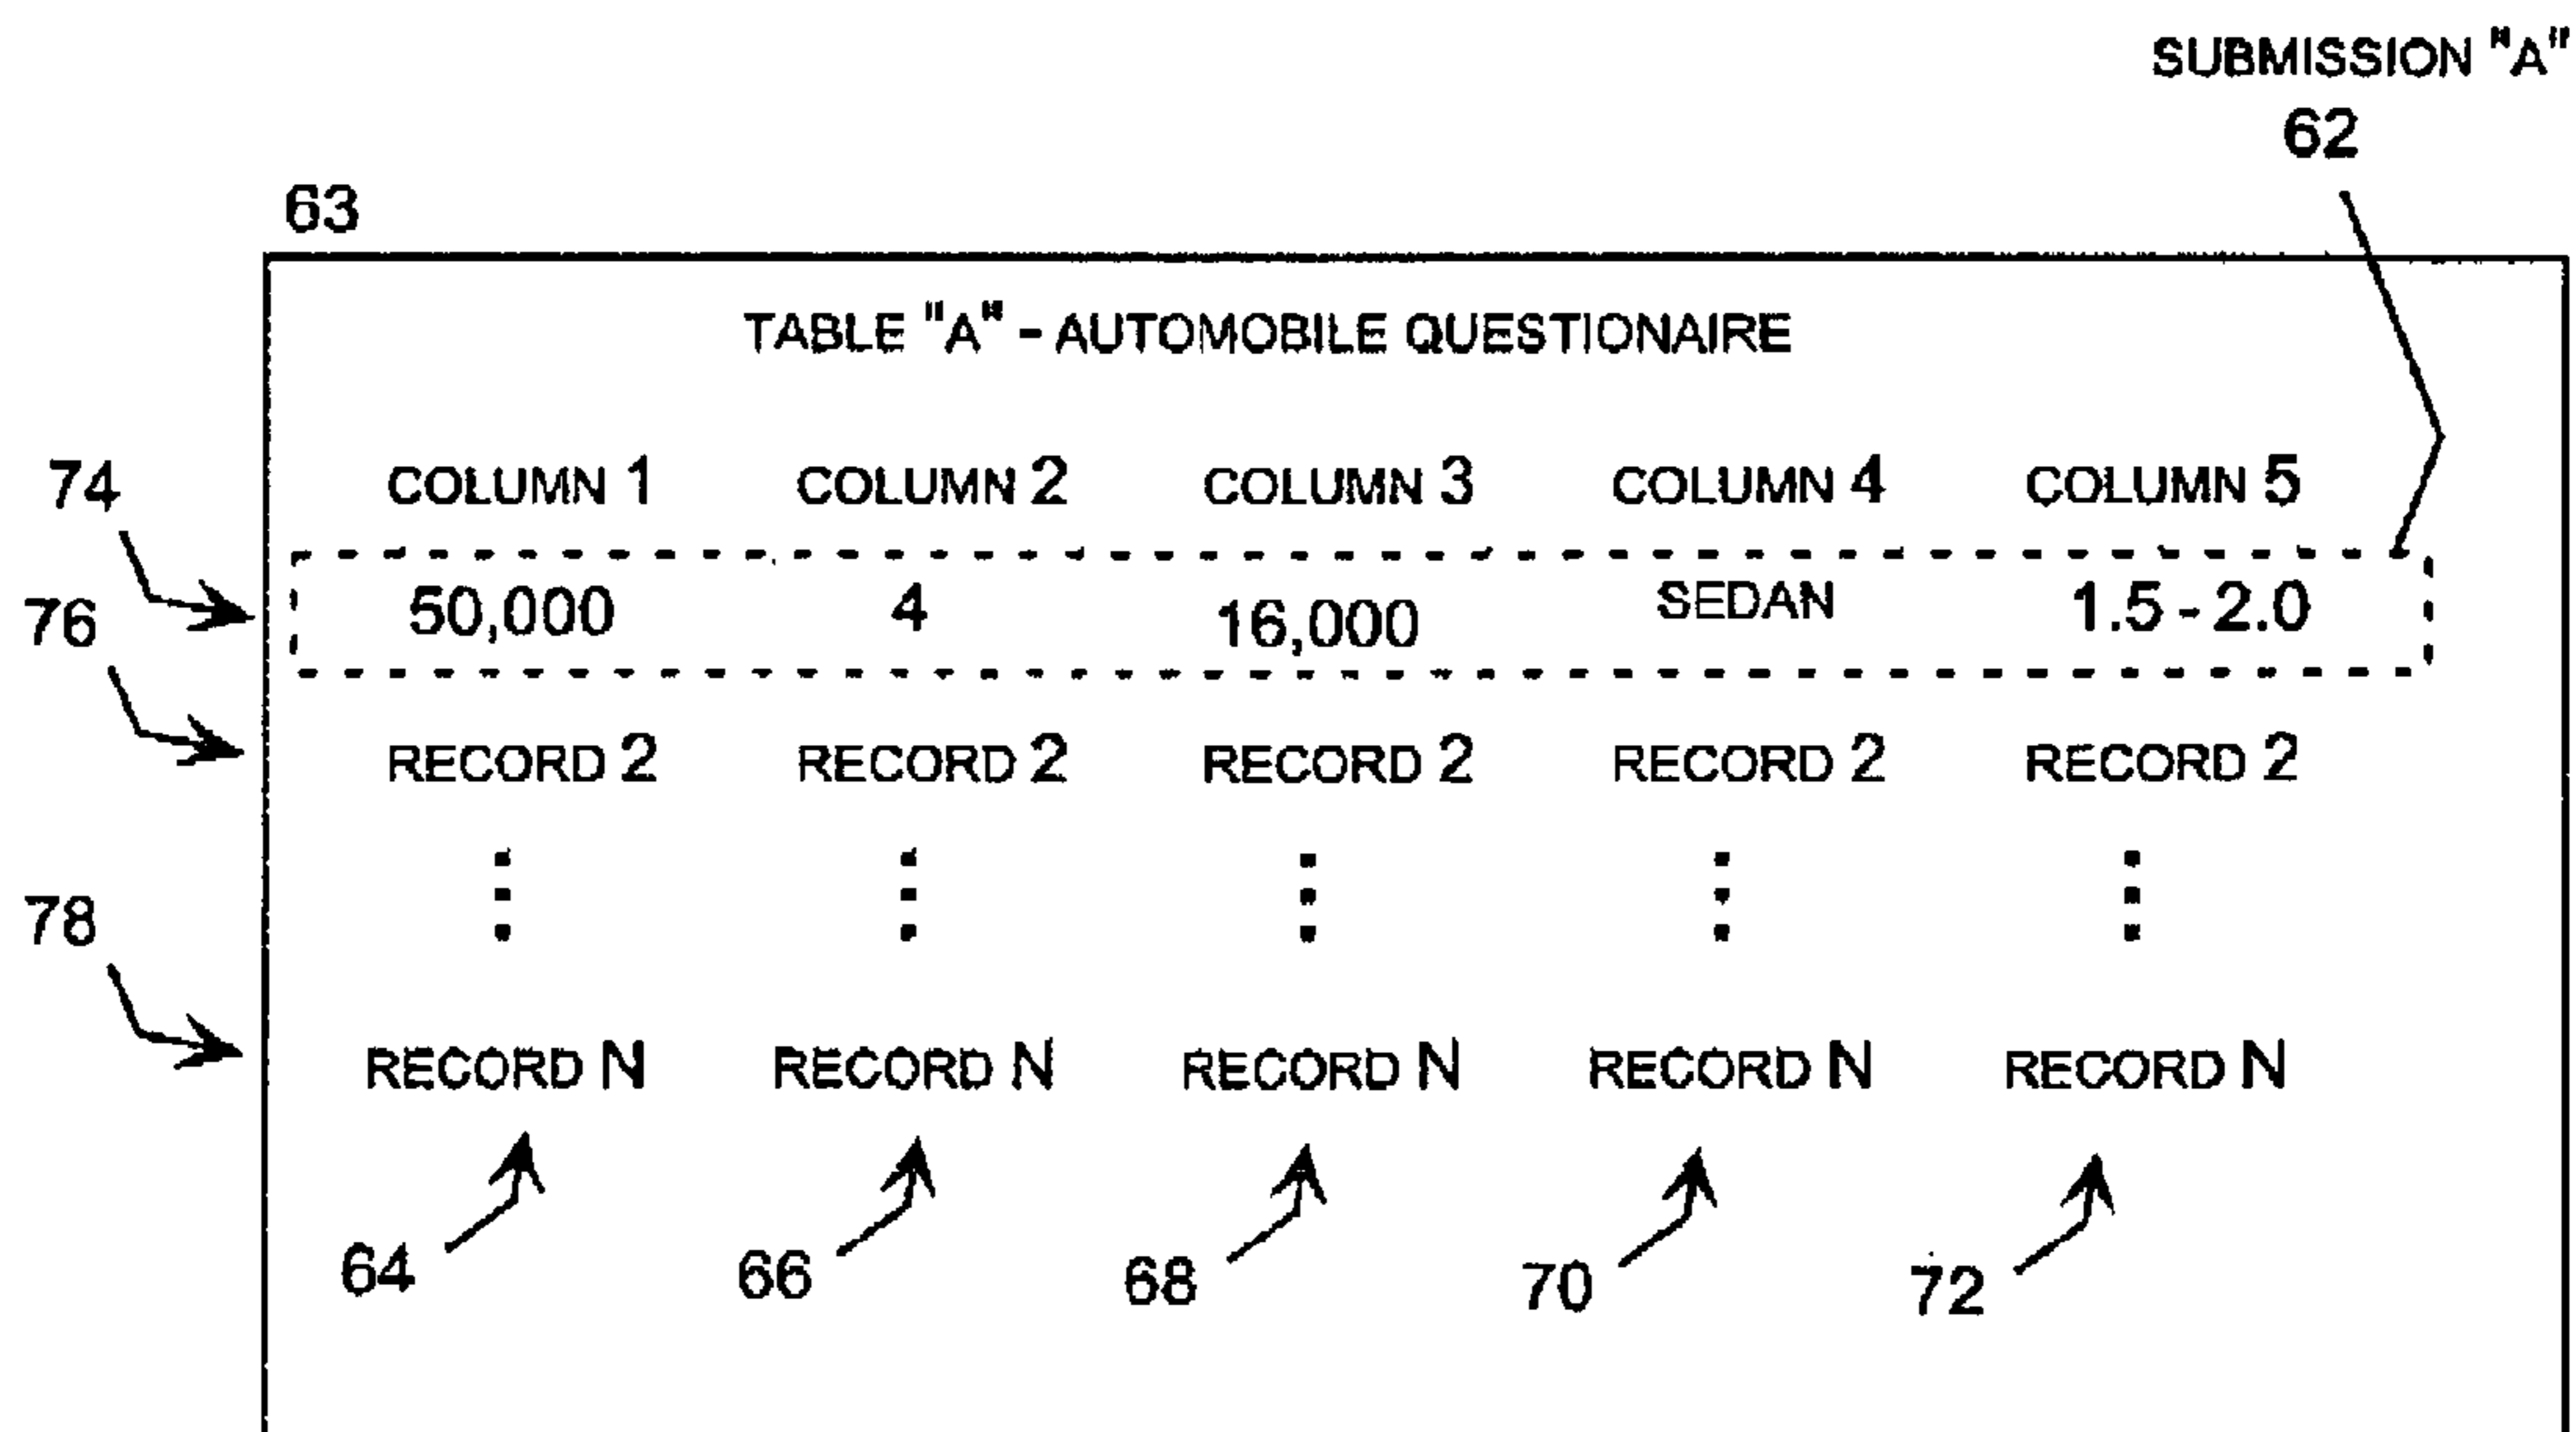 SUBMISSION "A"
62
63
TABLE "A" - AUTOMOBILE QUESTIONAIRE
74 COLUMN 1 COLUMN 2 COLUMN 3 COLUMN 4 COLUMN 5
76 50,000 4 16,000 SEDAN 1.5 - 2.0
RECORD 2 RECORD 2 RECORD 2 RECORD 2 RECORD 2
78
RECORD N RECORD N RECORD N RECORD N RECORD N
64 66 68 70 72